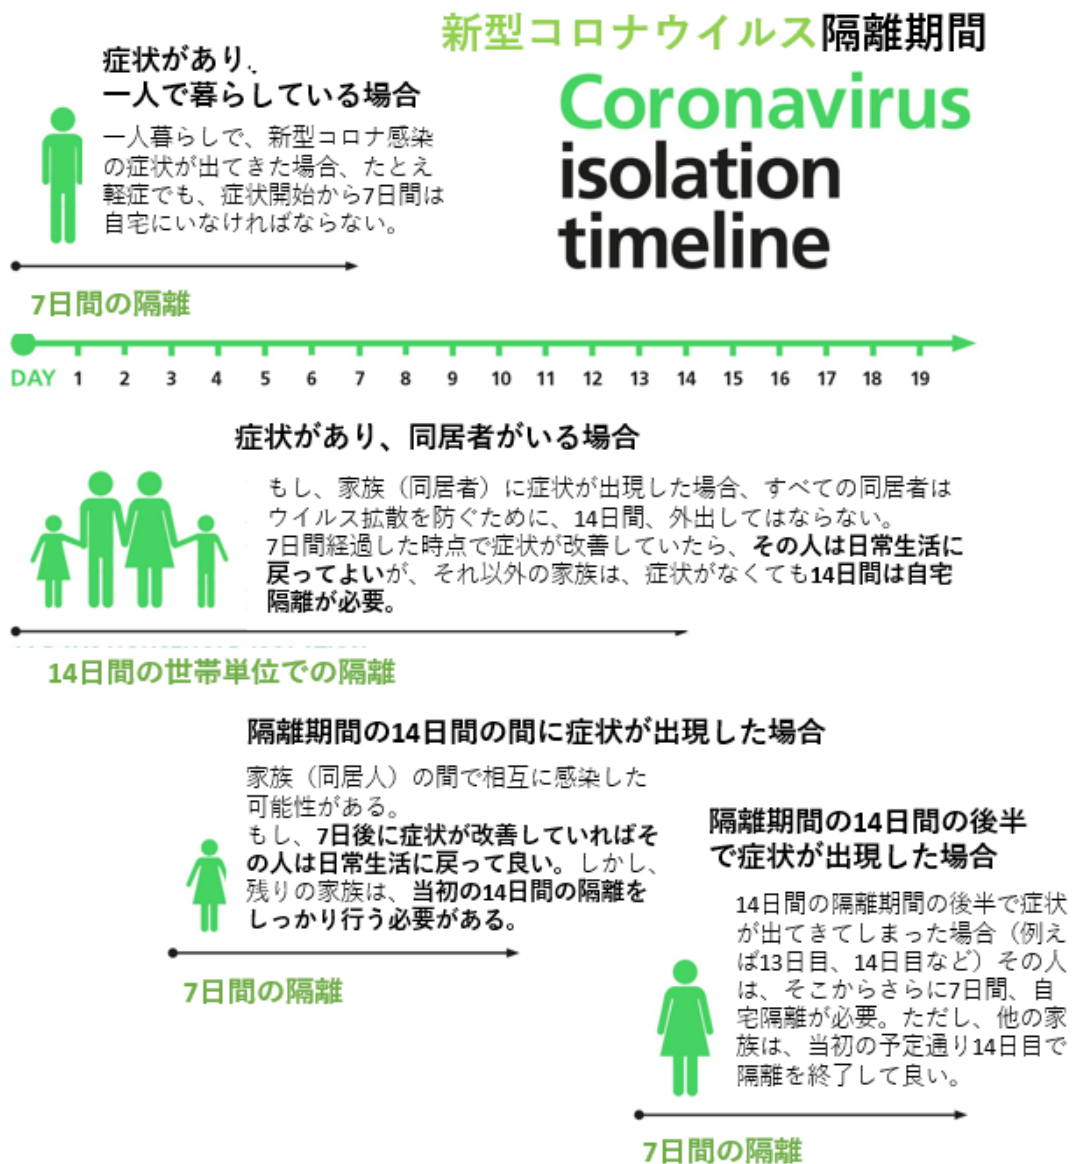 新型コロナウイルス隔離期間
Coronavirus
isolation
timeline
症状があり、
一人で暮らしている場合
一人暮らしで、新型コロナ感染
の症状が出てきた場合、たとえ
軽症でも、症状開始から7日間は
自宅にいなければならない。
7日間の隔離
DAY 1 2 3 4 5 6 7 8 9 10 11 12 13 14 15 16 17 18 19
症状があり、同居者がいる場合
もし、家族（同居者）に症状が出現した場合、すべての同居者は
ウイルス拡散を防ぐために、14日間、外出してはならない。
7日間経過した時点で症状が改善していたら、その人は日常生活に
戻ってよいが、それ以外の家族は、症状がなくても14日間は自宅
隔離が必要。
14日間の世帯単位での隔離
隔離期間の14日間の間に症状が出現した場合
家族（同居人）の間で相互に感染した
可能性がある。
もし、7日後に症状が改善していればそ
の人は日常生活に戻って良い。しかし、
残りの家族は、当初の14日間の隔離を
しっかり行う必要がある。
7日間の隔離
隔離期間の14日間の後半
で症状が出現した場合
14日間の隔離期間の後半で症状
が出てきてしまった場合（例え
ば13日目、14日目など）その人
は、そこからさらに7日間、自
宅隔離が必要。ただし、他の家
族は、当初の予定通り14日目で
隔離を終了して良い。
7日間の隔離